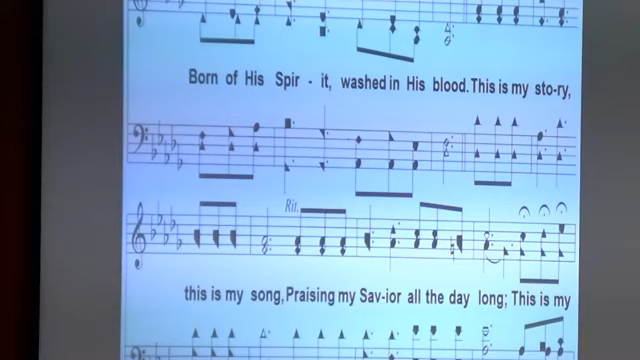 Born of His Spir - it, washed in His blood. This is my sto-ry,
Rit.
this is my song, Praising my Sav-ior all the day long; This is my